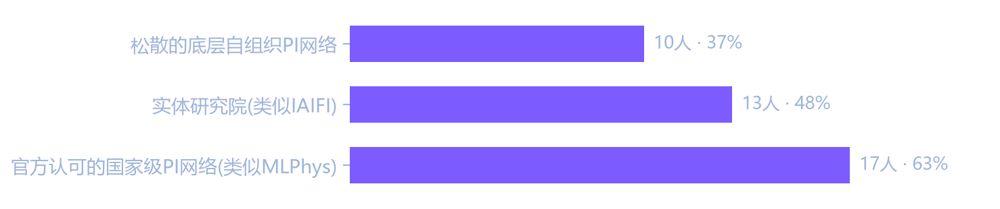 松散的底层自组织PI网络 10人 · 37%
实体研究院(类似IAIFI) 13人 · 48%
官方认可的国家级PI网络(类似MLPhys) 17人 · 63%